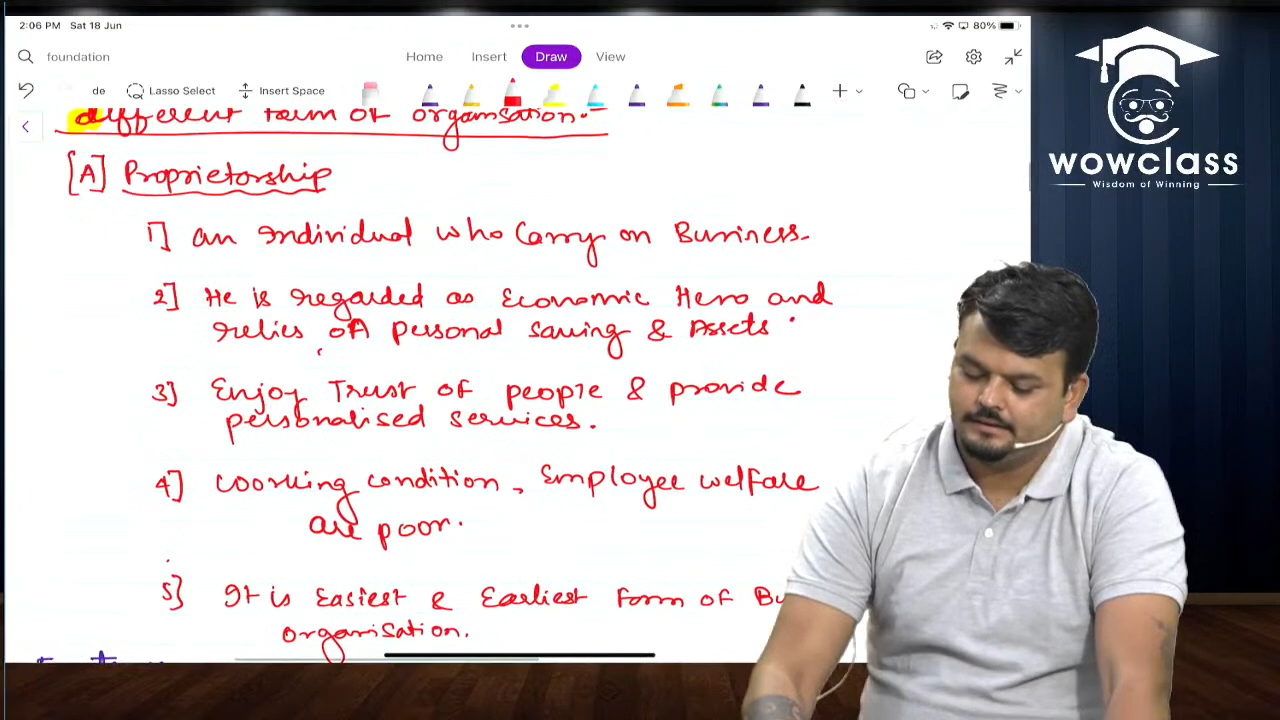 2:06 PM Sat 18 Jun
80%
foundation
Home Insert Draw View
de Lasso Select Insert Space
different form of organisation:-
[A] Proprietorship
1] an Individual who Carry on Business.
2] He is regarded as Economic Hero and
relies on personal saving & Assets
3] Enjoy Trust of people & provide
personalised services.
4] Working condition, Employee welfare
are poor.
5] It is Easiest & Earliest form of Bu
organisation.
wowclass
Wisdom of Winning